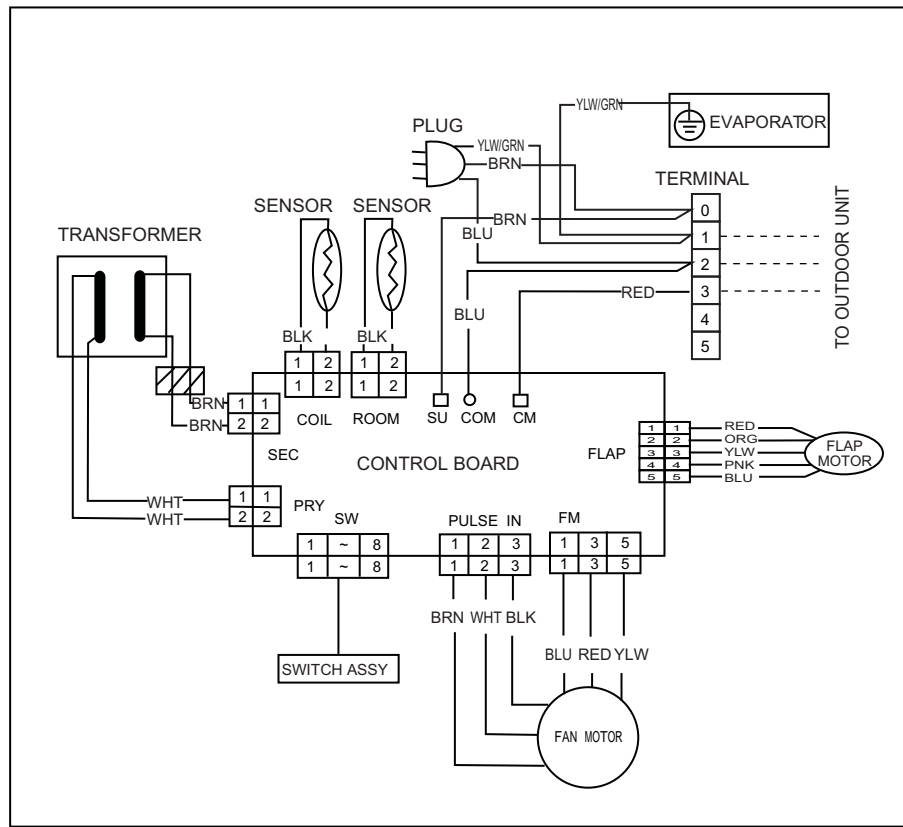 YLW/GRN
EVAPORATOR
PLUG
YLW/GRN
BRN
TERMINAL
SENSOR SENSOR
BRN
0
TRANSFORMER
BLU
1
2
RED
3
BLU
4
5
TO OUTDOOR UNIT
BLK BLK
1 2 1 2
1 2 1 2
BRN 1 1
BRN 2 2
COIL ROOM SU COM CM
SEC
CONTROL BOARD
FLAP
1 1 RED
2 2 ORG
3 3 YLW
4 4 PNK
5 5 BLU
FLAP
MOTOR
WHT 1 1
WHT 2 2
PRY
SW
PULSE IN
FM
1 ~ 8
1 ~ 8
1 2 3
1 2 3
1 3 5
1 3 5
BRN WHT BLK
BLU RED YLW
SWITCH ASSY
FAN MOTOR